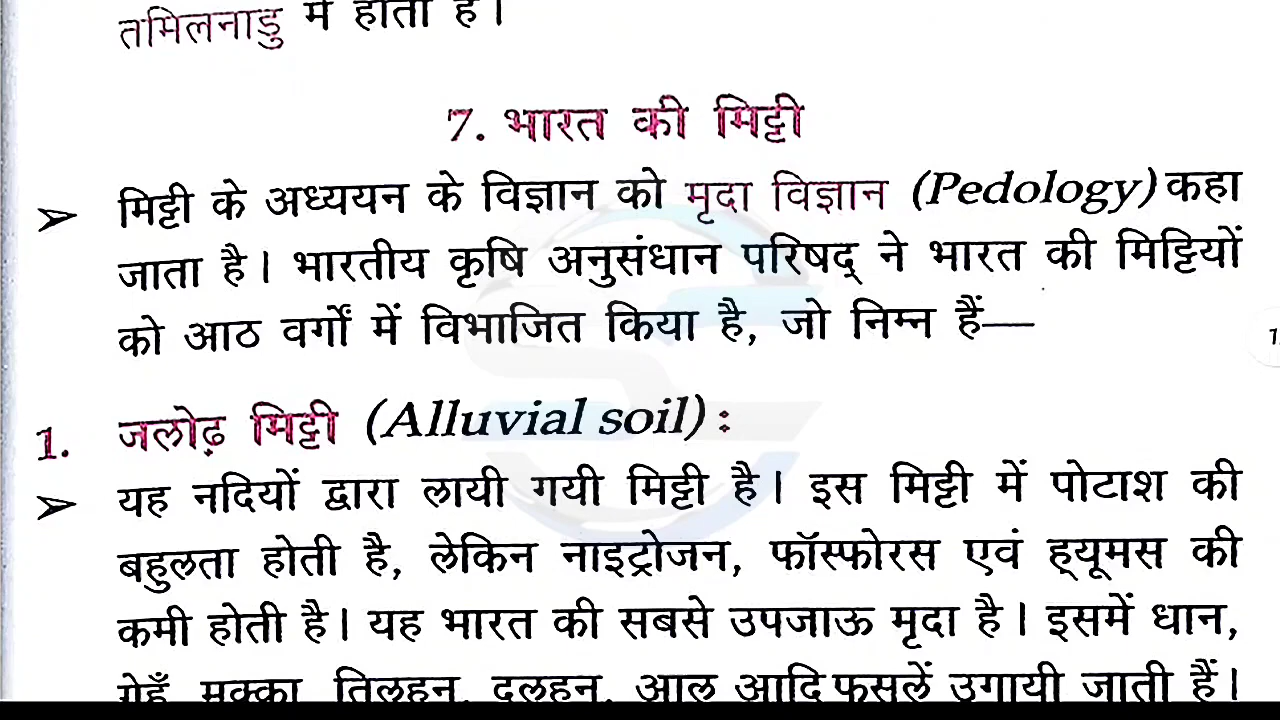 तमिलनाडु में होता है।
7. भारत की मिट्टी
➢ मिट्टी के अध्ययन के विज्ञान को मृदा विज्ञान (Pedology) कहा
जाता है। भारतीय कृषि अनुसंधान परिषद् ने भारत की मिट्टियों
को आठ वर्गों में विभाजित किया है, जो निम्न हैं—
1. जलोढ़ मिट्टी (Alluvial soil) :
➢ यह नदियों द्वारा लायी गयी मिट्टी है। इस मिट्टी में पोटाश की
बहुलता होती है, लेकिन नाइट्रोजन, फॉस्फोरस एवं ह्यूमस की
कमी होती है। यह भारत की सबसे उपजाऊ मृदा है। इसमें धान,
गेहूँ, मक्का, तिलहन, दलहन, आलू आदि फसलें उगायी जाती हैं।